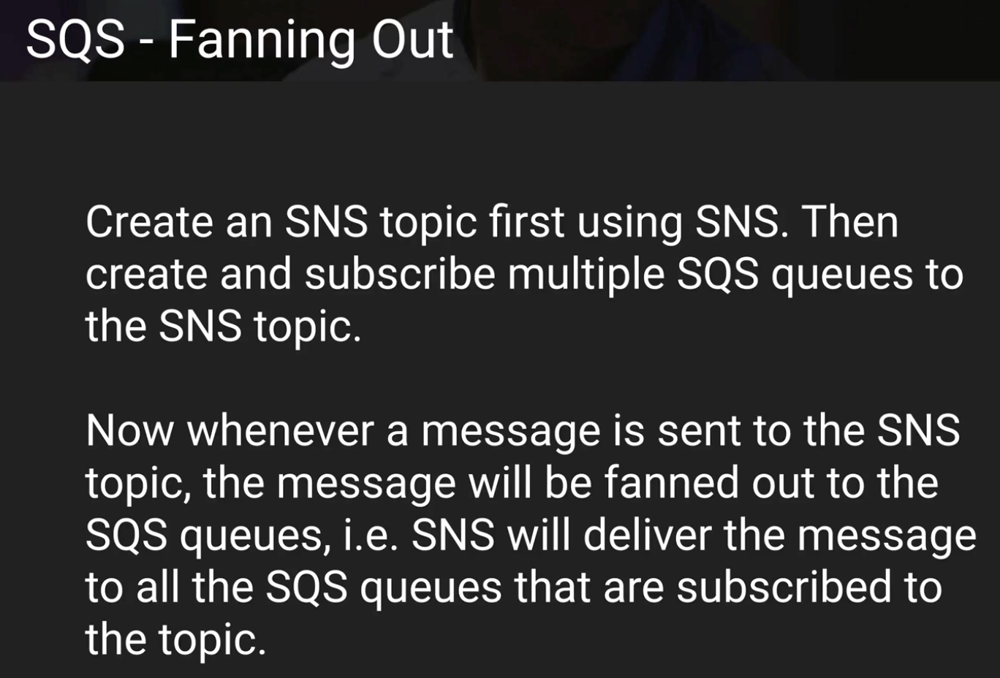 SQS - Fanning Out
Create an SNS topic first using SNS. Then
create and subscribe multiple SQS queues to
the SNS topic.
Now whenever a message is sent to the SNS
topic, the message will be fanned out to the
SQS queues, i.e. SNS will deliver the message
to all the SQS queues that are subscribed to
the topic.